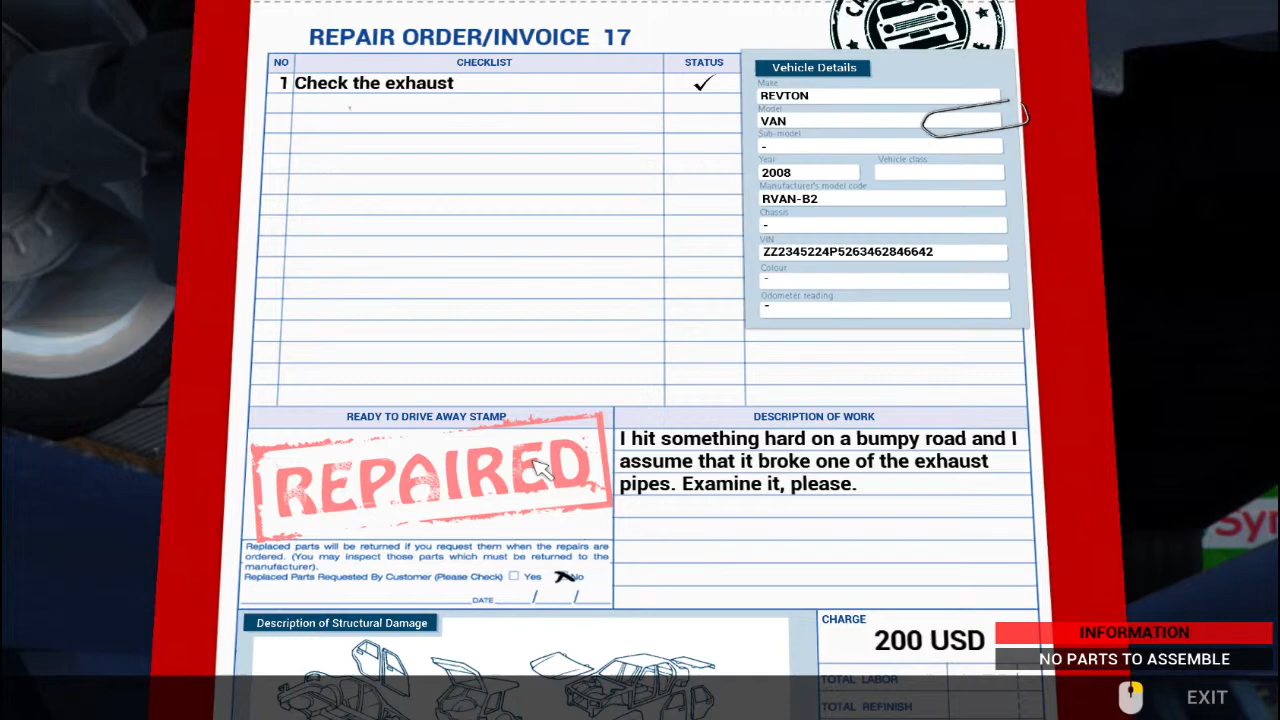 REPAIR ORDER/INVOICE 17
NO CHECKLIST STATUS
1 Check the exhaust
Vehicle Details
Make
REVTON
Model
VAN
Sub-model
-
Year Vehicle class
2008
Manufacturer's model code
RVAN-B2
Chassis
-
VIN
ZZ2345224P5263462846642
Colour
-
Odometer reading
-
READY TO DRIVE AWAY STAMP
REPAIRED
DESCRIPTION OF WORK
I hit something hard on a bumpy road and I
assume that it broke one of the exhaust
pipes. Examine it, please.
Replaced parts will be returned if you request them when the repairs are
ordered. (You may inspect those parts which must be returned to the
manufacturer).
Replaced Parts Requested By Customer (Please Check) Yes No
DATE / /
Description of Structural Damage
CHARGE
200 USD
TOTAL LABOR
TOTAL REFINISH
INFORMATION
NO PARTS TO ASSEMBLE
EXIT